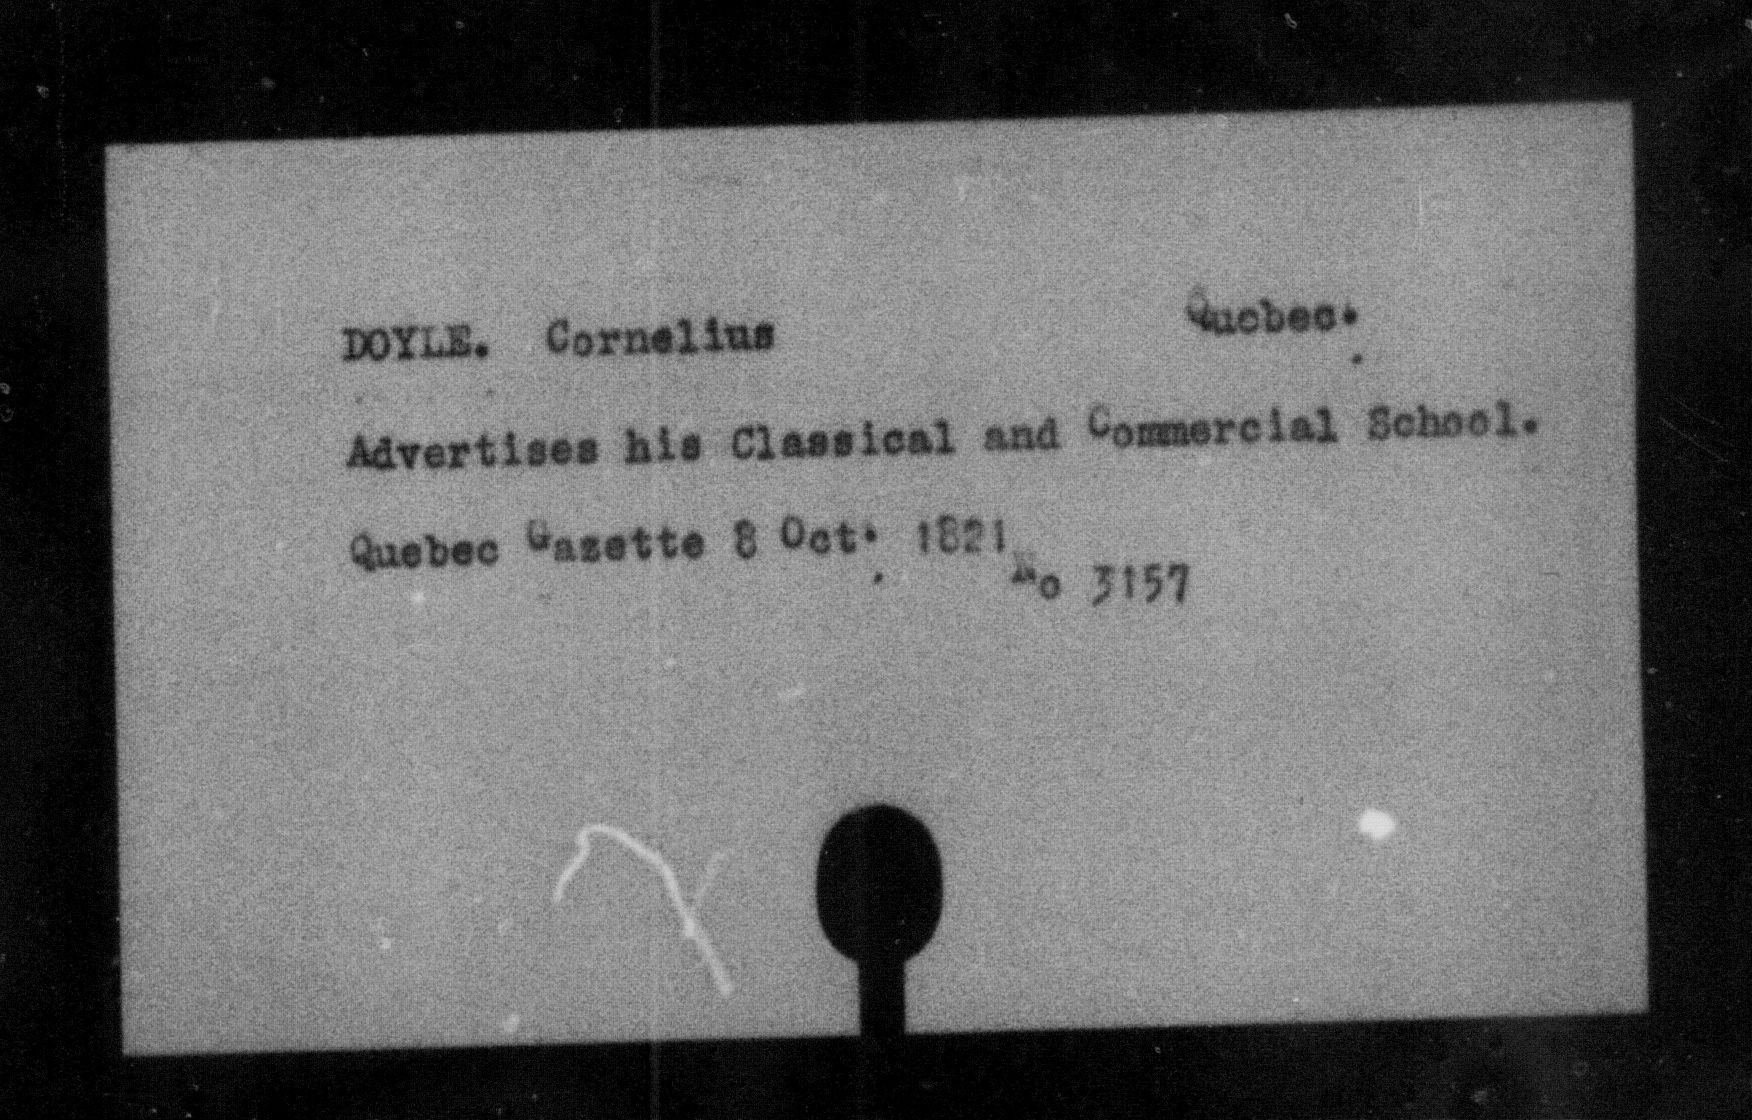 DOYLE. Cornelius Quebec.
Advertises his Classical and Commercial School.
Quebec Gazette 8 Oct. 1821
No 3157